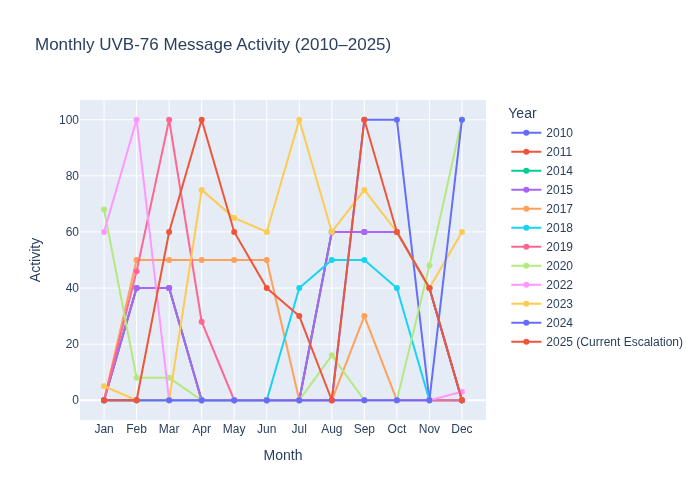 Monthly UVB-76 Message Activity (2010–2025)
Year
2010
2011
2014
2015
2017
2018
2019
2020
2022
2023
2024
2025 (Current Escalation)
Activity
100
80
60
40
20
0
Jan Feb Mar Apr May Jun Jul Aug Sep Oct Nov Dec
Month